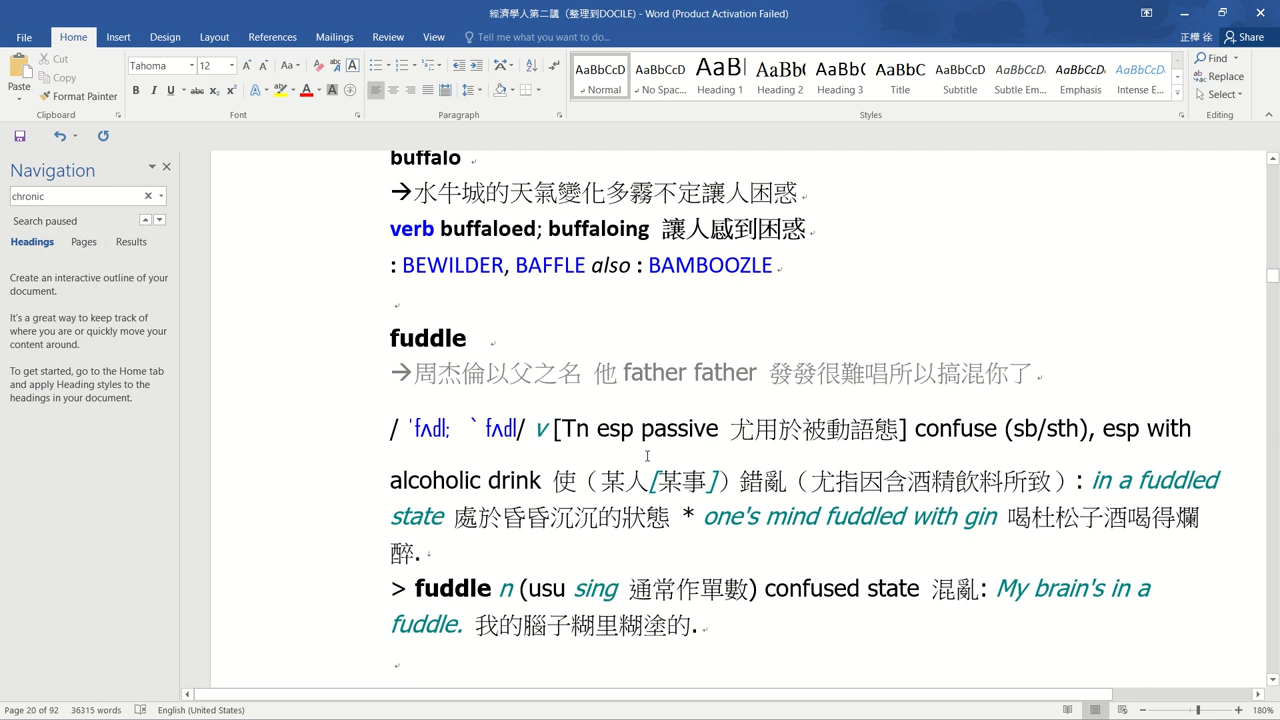 經濟學人第二講（整理到DOCILE) - Word (Product Activation Failed)
File Home Insert Design Layout References Mailings Review View Tell me what you want to do... 正樺 徐 Share
Paste Cut Copy Format Painter Clipboard
Tahoma 12 Font
Paragraph
AaBbCcD Normal AaBbCcD No Spac... AaBl Heading 1 AaBb( Heading 2 AaBb( Heading 3 AaBbC Title AaBbCcD Subtitle AaBbCcD Subtle Em... AaBbCcD Emphasis AaBbCcD Intense E... Styles
Find Replace Select Editing
Navigation
chronic
Search paused
Headings Pages Results
Create an interactive outline of your
document.
It's a great way to keep track of
where you are or quickly move your
content around.
To get started, go to the Home tab
and apply Heading styles to the
headings in your document.
buffalo
→水牛城的天氣變化多霧不定讓人困惑
verb buffaloed; buffaloing 讓人感到困惑
: BEWILDER, BAFFLE also : BAMBOOZLE
fuddle
→周杰倫以父之名 他 father father 發發很難唱所以搞混你了
/ ˈfʌdl; ˋfʌdl/ v [Tn esp passive 尤用於被動語態] confuse (sb/sth), esp with
alcoholic drink 使（某人[某事]）錯亂（尤指因含酒精飲料所致）: in a fuddled
state 處於昏昏沉沉的狀態 * one's mind fuddled with gin 喝杜松子酒喝得爛
醉.
> fuddle n (usu sing 通常作單數) confused state 混亂: My brain's in a
fuddle. 我的腦子糊里糊塗的.
Page 20 of 92 36315 words English (United States) 180%